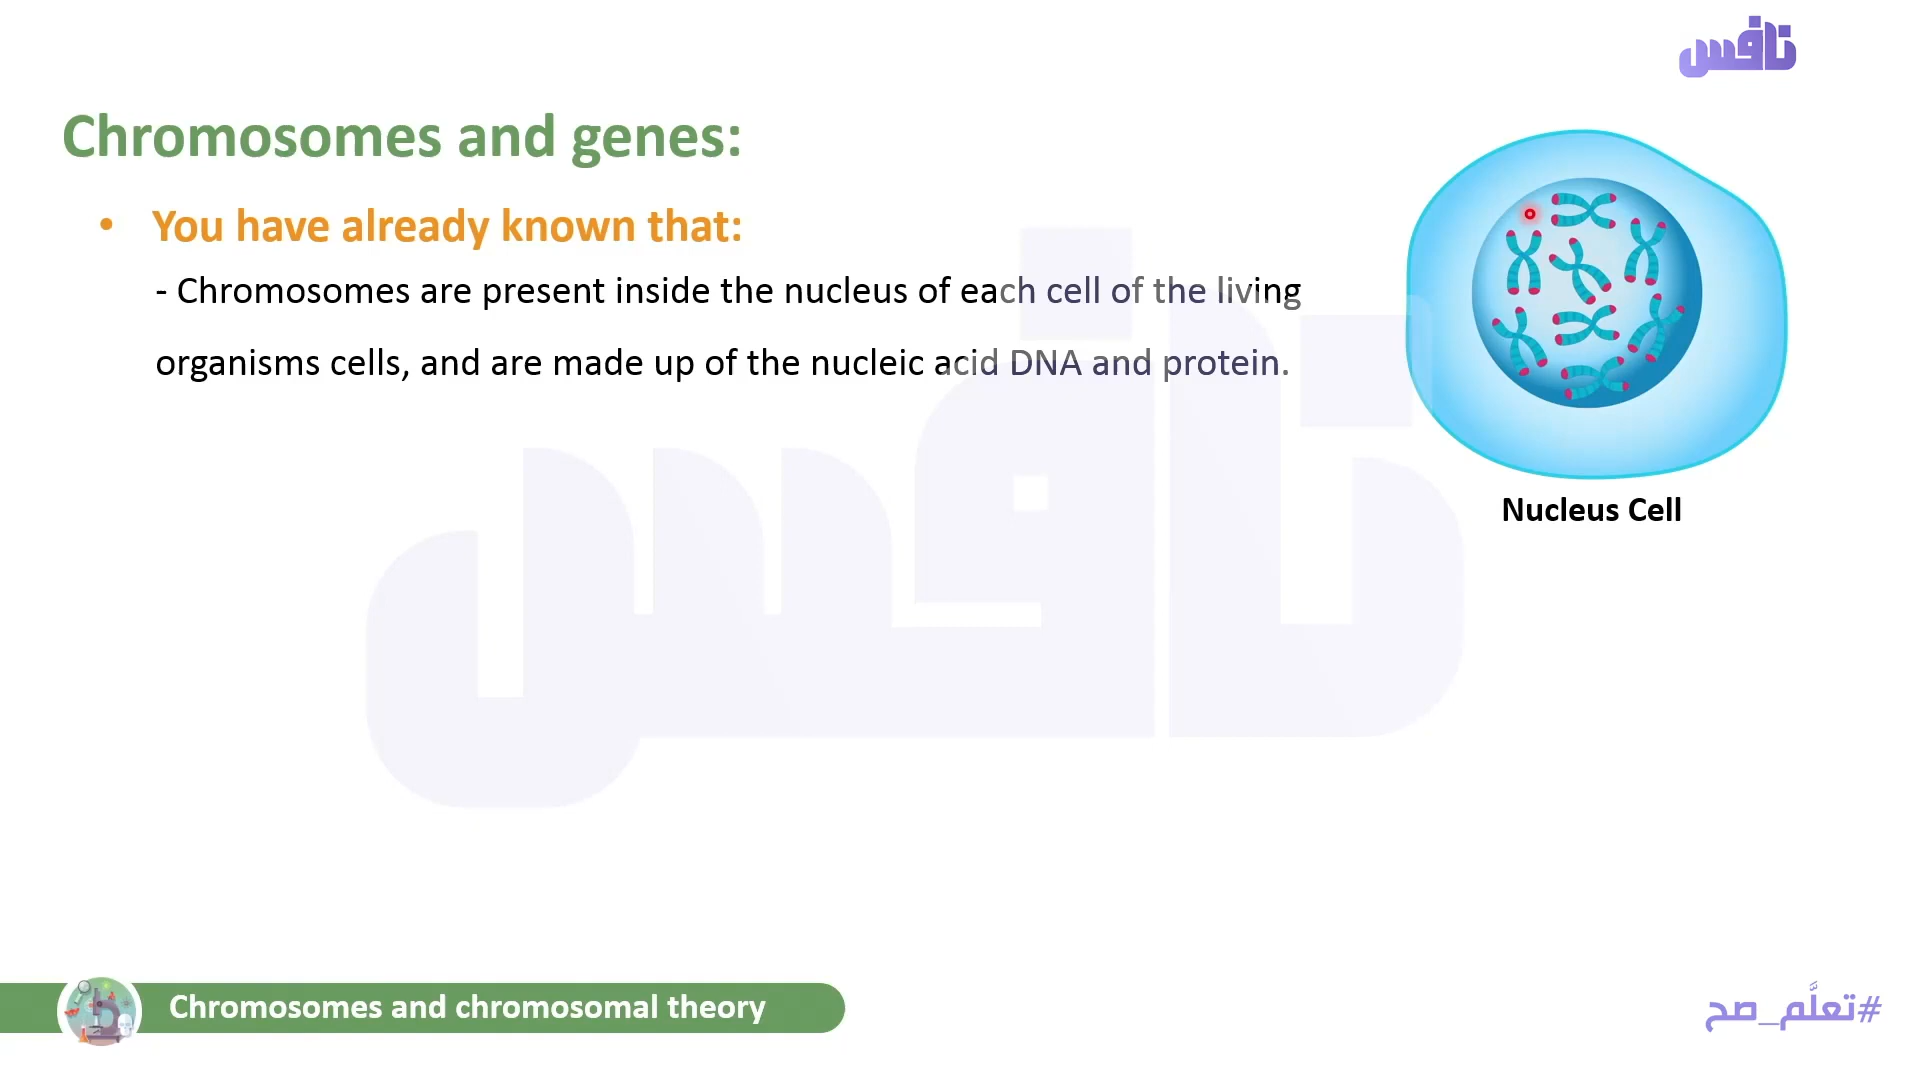 نافس
Chromosomes and genes:
• You have already known that:
- Chromosomes are present inside the nucleus of each cell of the living
organisms cells, and are made up of the nucleic acid DNA and protein.
Nucleus Cell
نافس
Chromosomes and chromosomal theory
#تعلَّم_صح